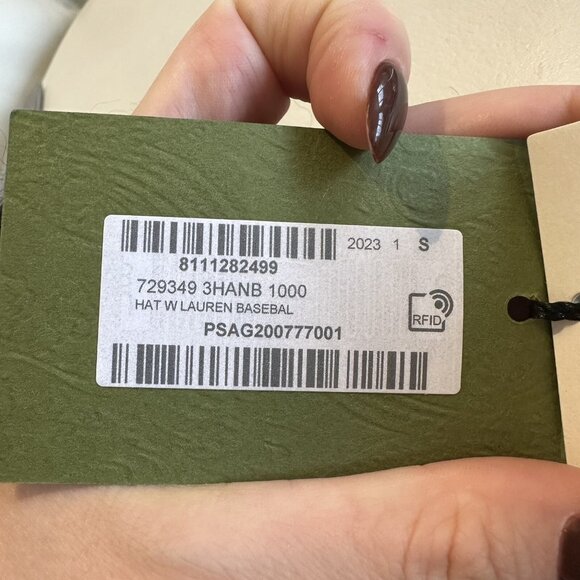 2023 1 S
8111282499
729349 3HANB 1000
HAT W LAUREN BASEBAL
RFID
PSAG200777001